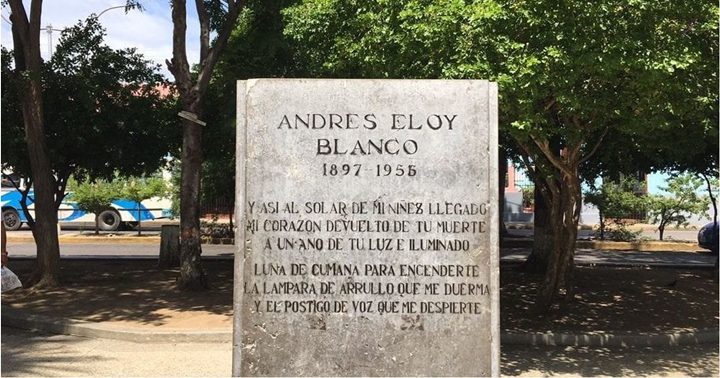 ANDRES ELOY
BLANCO
1897-1955
Y ASI AL SOLAR DE MI NIÑEZ LLEGADO
MI CORAZON DEVUELTO DE TU MUERTE
A UN ANO DE TU LUZ E ILUMINADO
LUNA DE CUMANA PARA ENCENDERTE
LA LAMPARA DE ARRULLO QUE ME DUERMA
Y EL POSTIGO DE VOZ QUE ME DESPIERTE